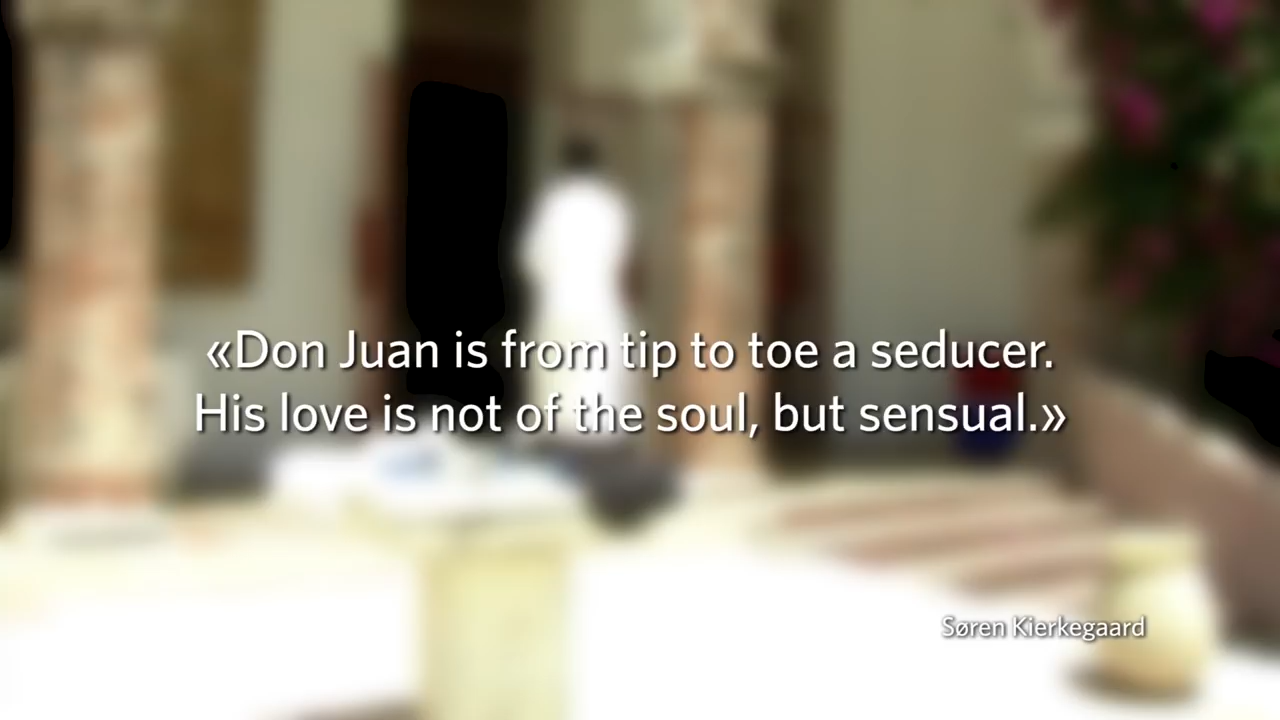 «Don Juan is from tip to toe a seducer.
His love is not of the soul, but sensual.»
Søren Kierkegaard